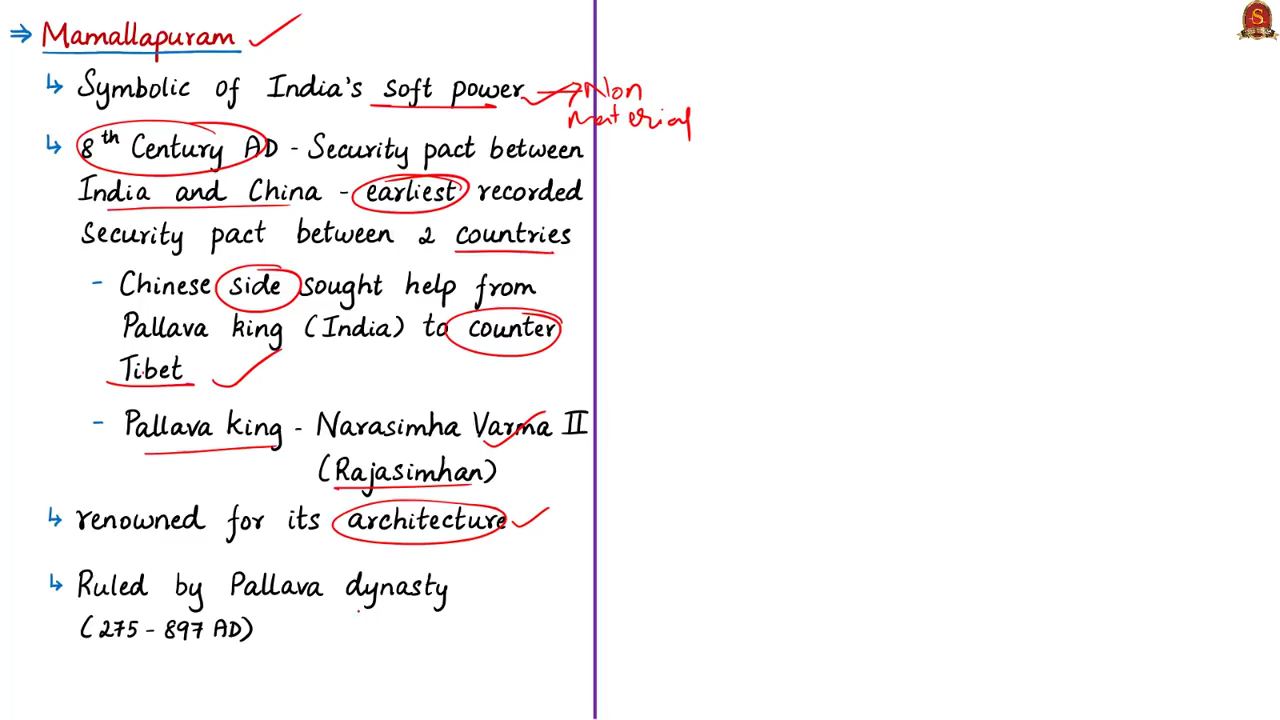 ⇒ Mamallapuram
↳ Symbolic of India's soft power → Non
material
↳ 8th Century AD - Security pact between
India and China - earliest recorded
Security pact between 2 countries
- Chinese side sought help from
Pallava king (India) to counter
Tibet
- Pallava king - Narasimha Varma II
(Rajasimhan)
↳ renowned for its architecture
↳ Ruled by Pallava dynasty
(275 - 897 AD)
S